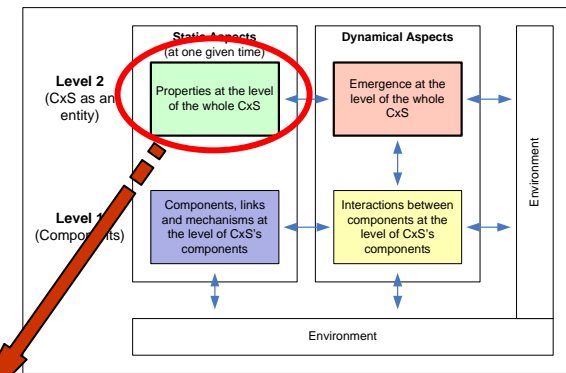 Static Aspects
(at one given time)
Dynamical Aspects
Level 2
(CxS as an
entity)
Properties at the level
of the whole CxS
Emergence at the
level of the whole
CxS
Level 1
(Components)
Components, links
and mechanisms at
the level of CxS's
components
Interactions between
components at the
level of CxS's
components
Environment
Environment